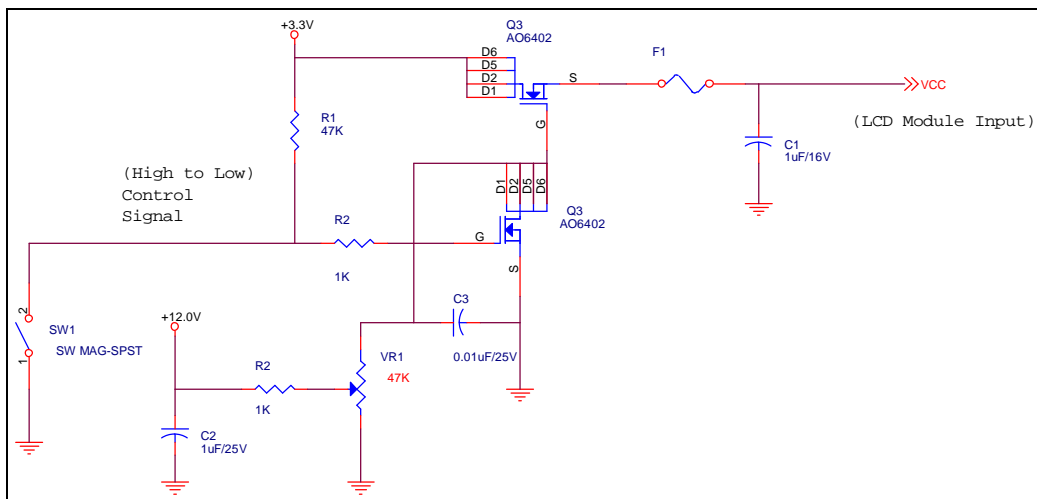 Q3
AO6402
+3.3V
D6
D5
D2
D1
S
F1
G
VCC
(LCD Module Input)
R1
47K
C1
1uF/16V
(High to Low)
Control
Signal
D1
D2
D5
D6
Q3
AO6402
R2
G
1K
S
2
SW1
1
SW MAG-SPST
+12.0V
C3
0.01uF/25V
R2
1K
VR1
47K
C2
1uF/25V